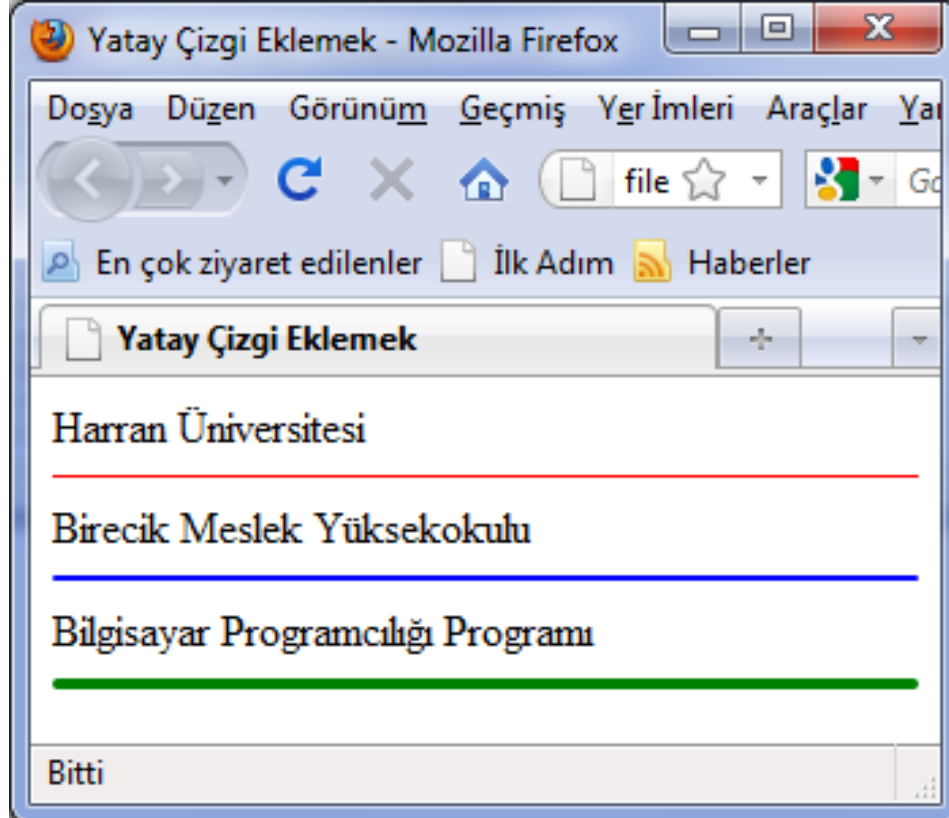 Yatay Çizgi Eklemek - Mozilla Firefox
Dosya Düzen Görünüm Geçmiş Yer İmleri Araçlar
file
En çok ziyaret edilenler İlk Adım Haberler
Yatay Çizgi Eklemek
Harran Üniversitesi
Birecik Meslek Yüksekokulu
Bilgisayar Programcılığı Programı
Bitti